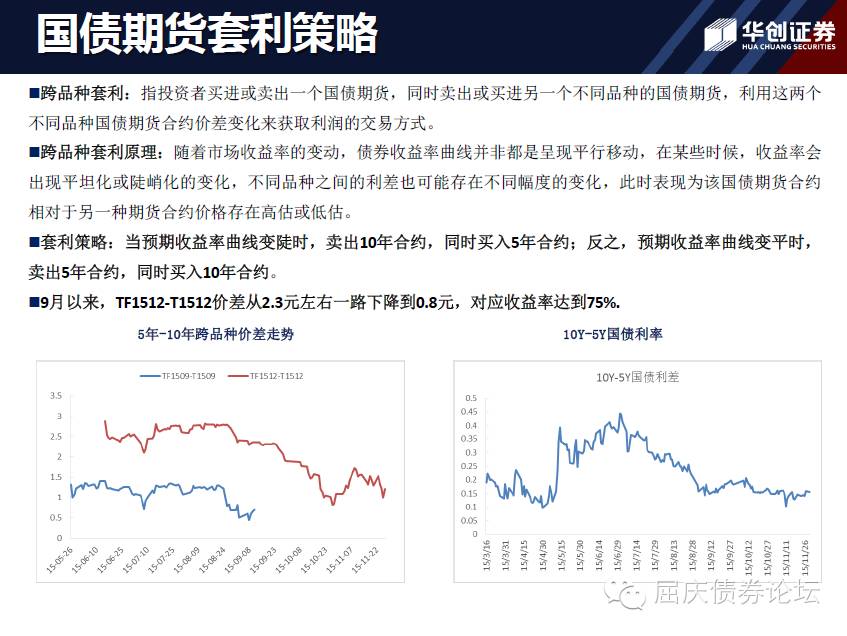 国债期货套利策略
华创证券
HUA CHUANG SECURITIES
■跨品种套利：指投资者买进或卖出一个国债期货，同时卖出或买进另一个不同品种的国债期货，利用这两个
不同品种国债期货合约价差变化来获取利润的交易方式。
■跨品种套利原理：随着市场收益率的变动，债券收益率曲线并非都是呈现平行移动，在某些时候，收益率会
出现平坦化或陡峭化的变化，不同品种之间的利差也可能存在不同幅度的变化，此时表现为该国债期货合约
相对于另一种期货合约价格存在高估或低估。
■套利策略：当预期收益率曲线变陡时，卖出10年合约，同时买入5年合约；反之，预期收益率曲线变平时，
卖出5年合约，同时买入10年合约。
■9月以来，TF1512-T1512价差从2.3元左右一路下降到0.8元，对应收益率达到75%.
5年-10年跨品种价差走势
TF1509-T1509 TF1512-T1512
3.5
3
2.5
2
1.5
1
0.5
0
15-05-26 15-06-10 15-06-25 15-07-10 15-07-25 15-08-09 15-08-24 15-09-08 15-09-23 15-10-08 15-10-23 15-11-07 15-11-22
10Y-5Y国债利率
10Y-5Y国债利差
0.5
0.45
0.4
0.35
0.3
0.25
0.2
0.15
0.1
0.05
0
15/3/16 15/3/31 15/4/15 15/4/30 15/5/15 15/5/30 15/6/14 15/6/29 15/7/14 15/7/29 15/8/13 15/8/28 15/9/12 15/9/27 15/10/12 15/10/27 15/11/11 15/11/26
屈庆债券论坛